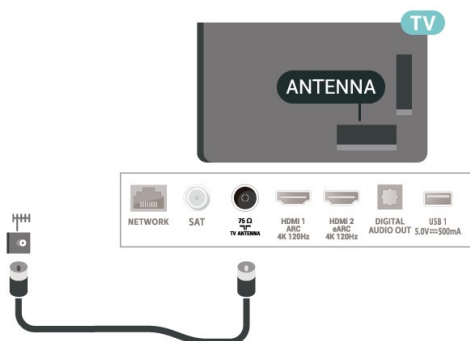 TV
ANTENNA
NETWORK
SAT
75 Ω
TV ANTENNA
HDMI 1
ARC
4K 120Hz
HDMI 2
eARC
4K 120Hz
DIGITAL
AUDIO OUT
USB 1
5.0V⎓500mA